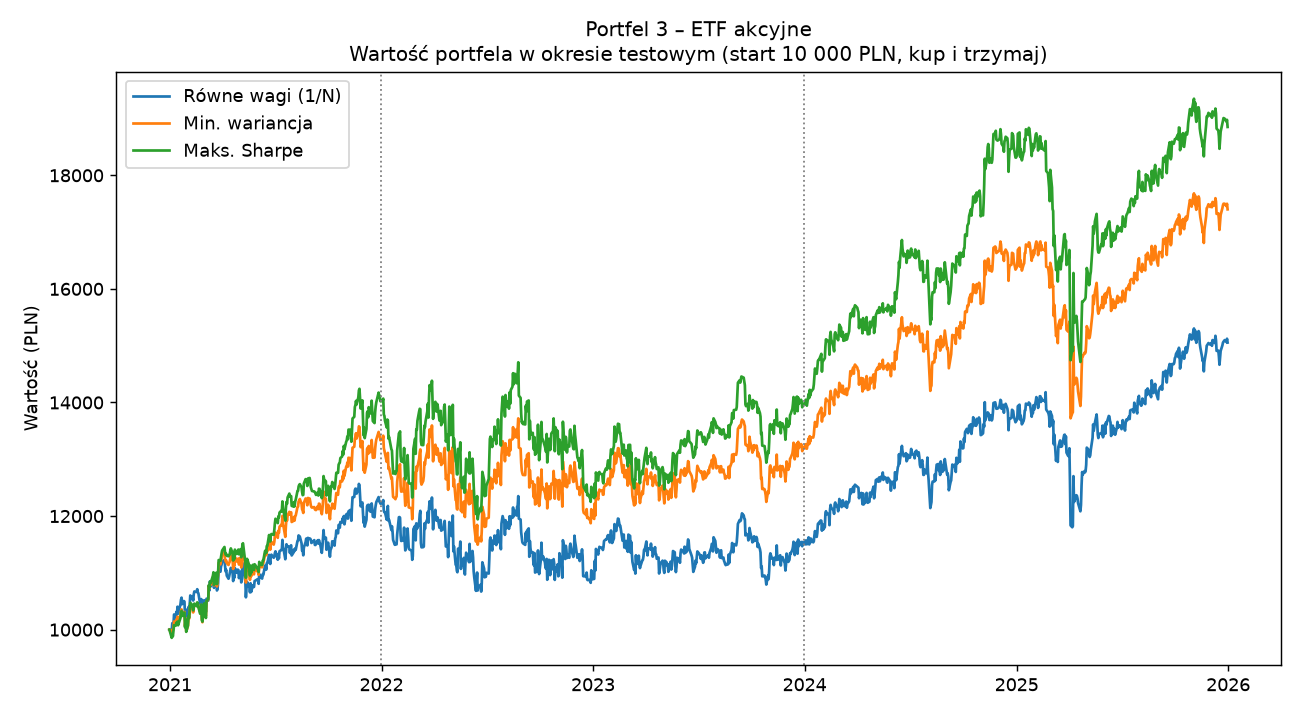 Portfel 3 – ETF akcyjne
Wartość portfela w okresie testowym (start 10 000 PLN, kup i trzymaj)
Równe wagi (1/N)
Min. wariancja
Maks. Sharpe
Wartość (PLN)
18000
16000
14000
12000
10000
2021 2022 2023 2024 2025 2026